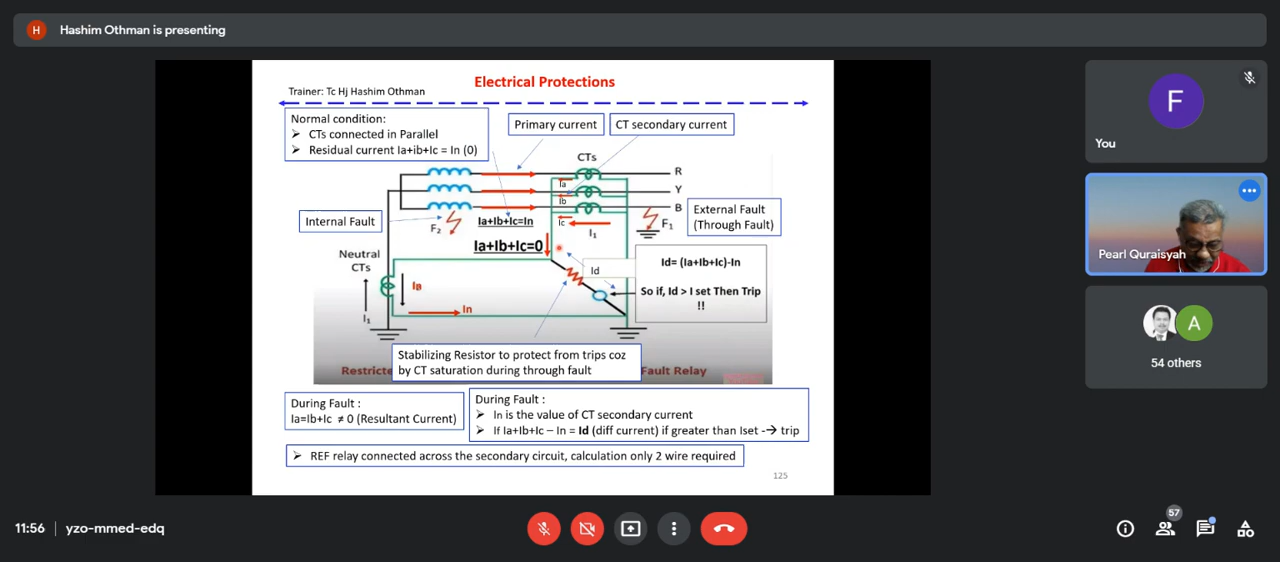 H
Hashim Othman is presenting
Electrical Protections
Trainer: Tc Hj Hashim Othman
Normal condition:
➢ CTs connected in Parallel
➢ Residual current Ia+ib+Ic = In (0)
Primary current
CT secondary current
CTs
R
Y
B
Ia
Ib
Ic
I₁
Internal Fault
F₂
Ia+Ib+Ic=In
Ia+Ib+Ic=0
F₁
External Fault
(Through Fault)
Neutral
CTs
I₁
IB
In
Id
Id= (Ia+Ib+Ic)-In
So if, Id > I set Then Trip
!!
Stabilizing Resistor to protect from trips coz
by CT saturation during through fault
Restricte
Fault Relay
During Fault :
Ia=Ib+Ic ≠ 0 (Resultant Current)
During Fault :
➢ In is the value of CT secondary current
➢ If Ia+Ib+Ic – In = Id (diff current) if greater than Iset -→ trip
➢ REF relay connected across the secondary circuit, calculation only 2 wire required
125
F
You
Pearl Quraisyah
A
54 others
11:56 | yzo-mmed-edq
57